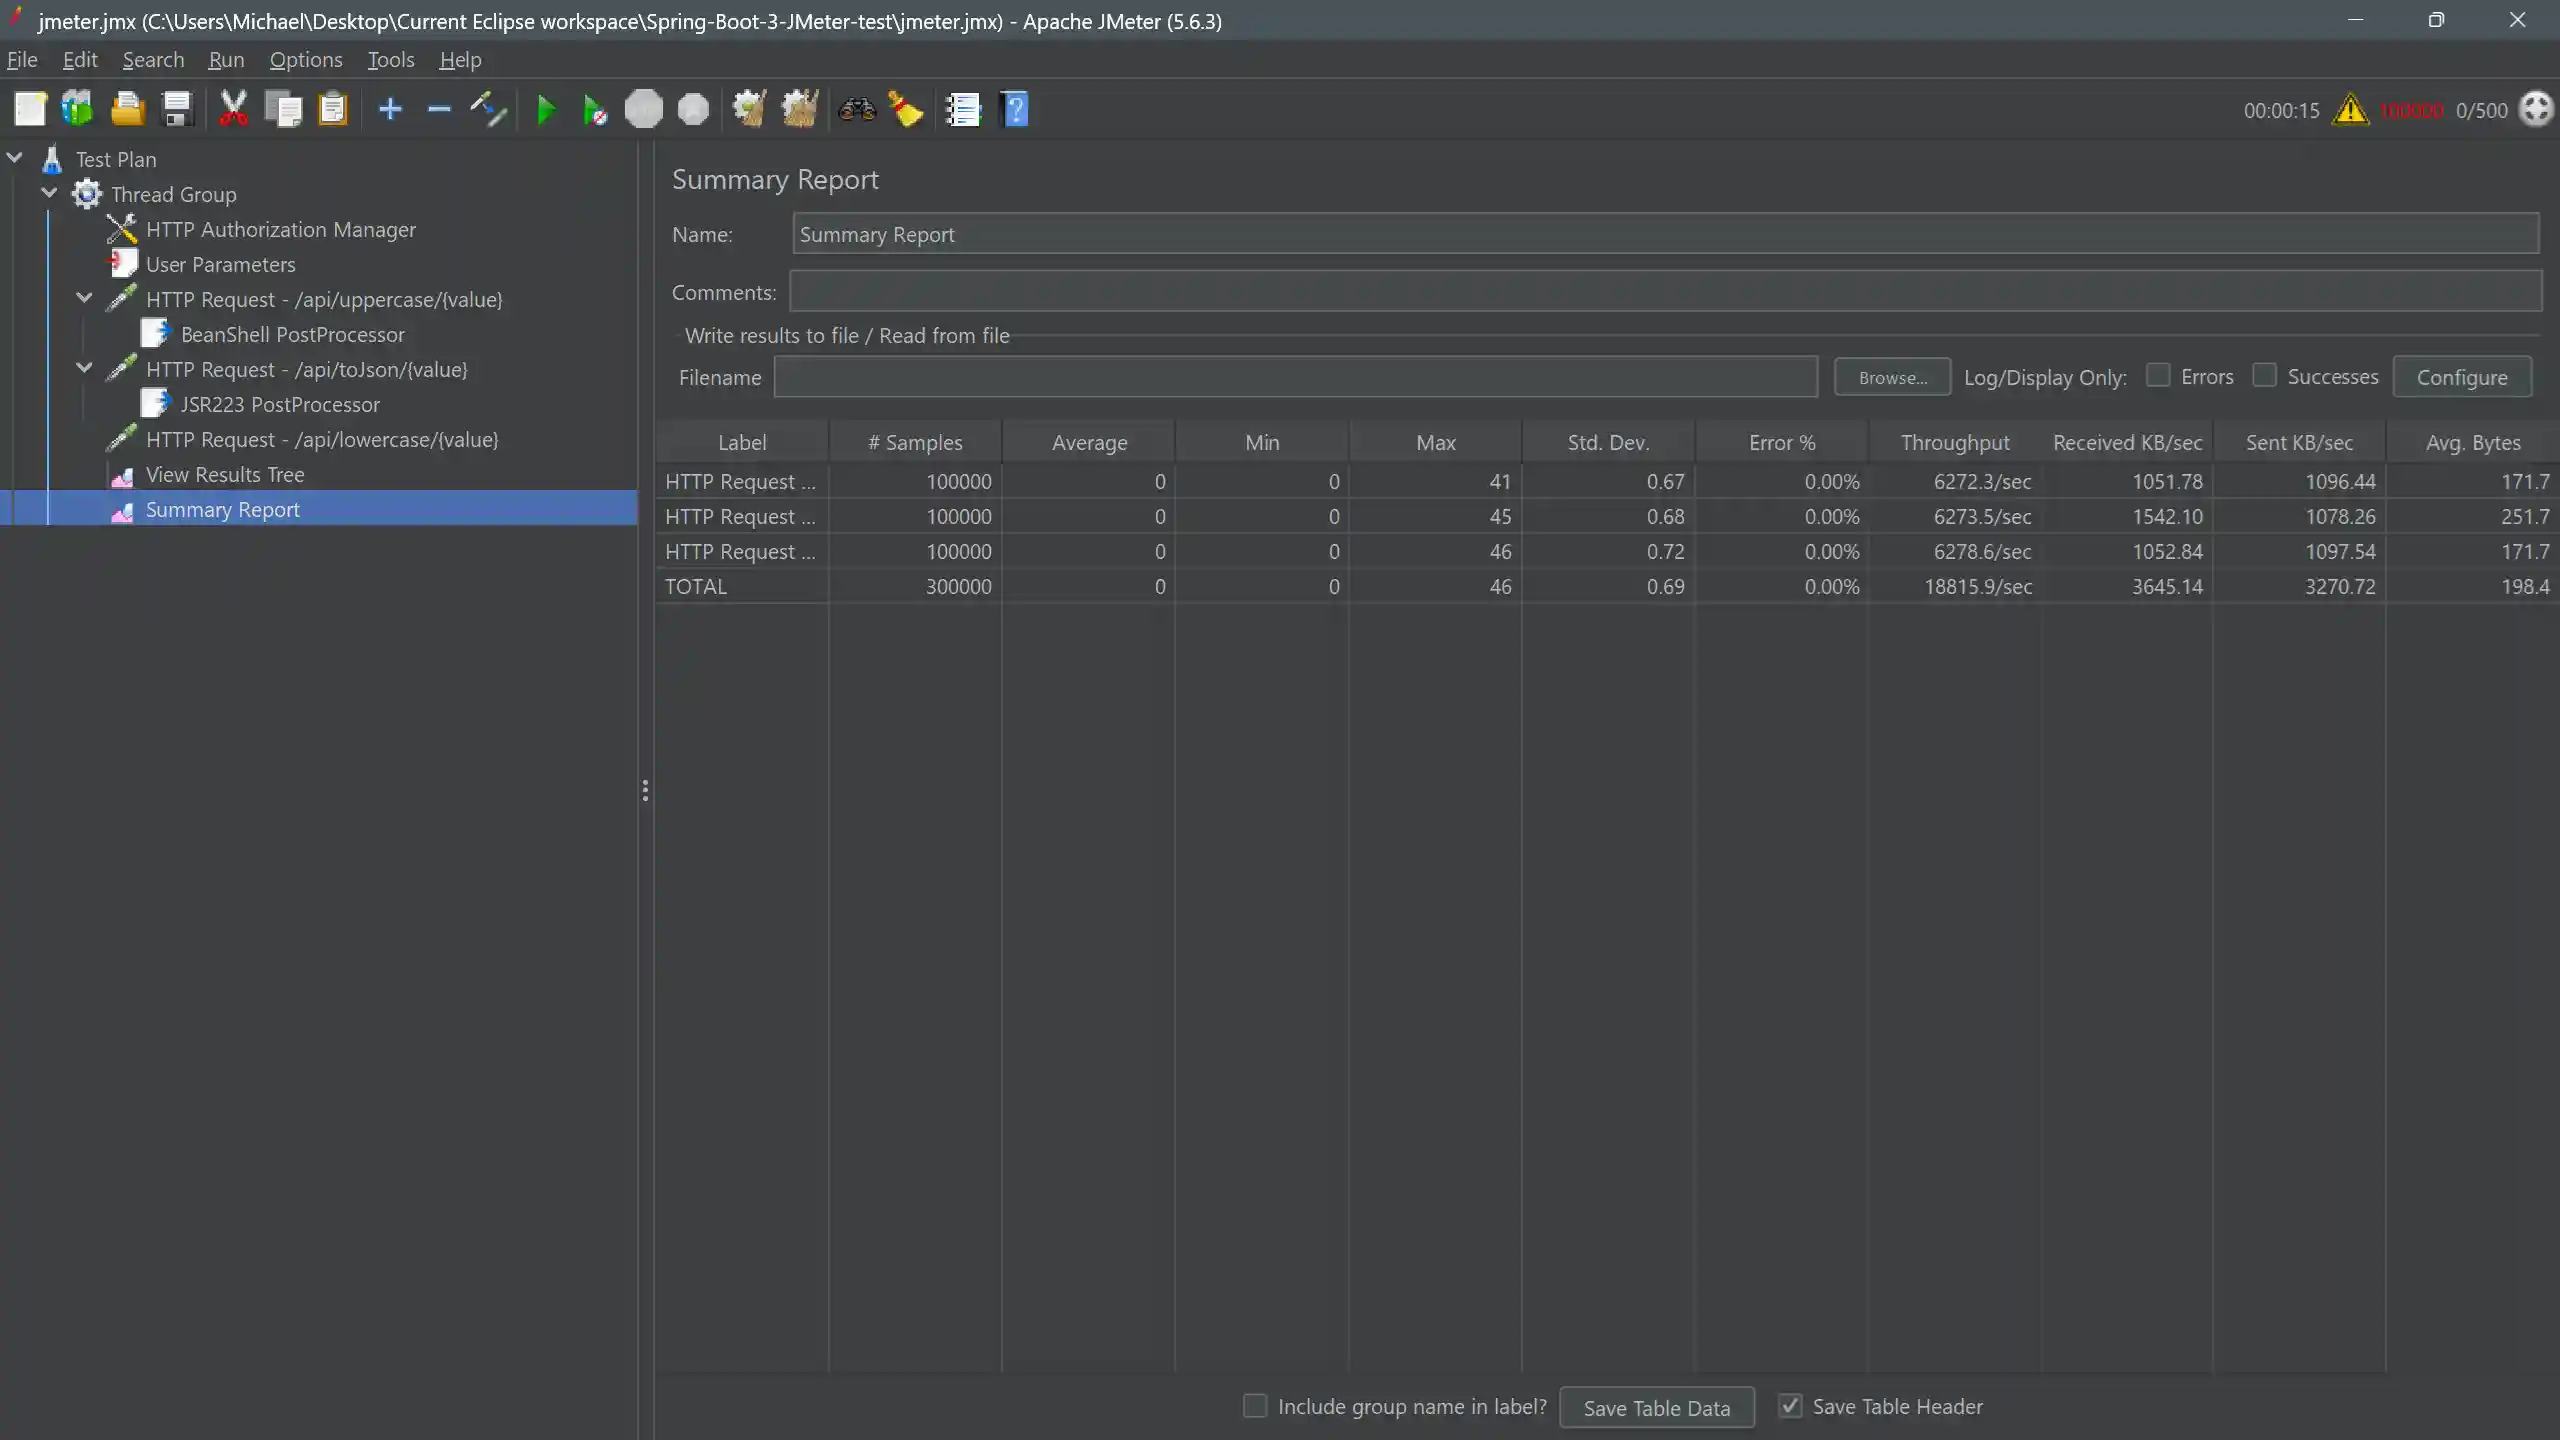 jmeter.jmx (C:\Users\Michael\Desktop\Current Eclipse workspace\Spring-Boot-3-JMeter-test\jmeter.jmx) - Apache JMeter (5.6.3)
File Edit Search Run Options Tools Help
00:00:15 100000 0/500
Test Plan
Thread Group
HTTP Authorization Manager
User Parameters
HTTP Request - /api/uppercase/{value}
BeanShell PostProcessor
HTTP Request - /api/toJson/{value}
JSR223 PostProcessor
HTTP Request - /api/lowercase/{value}
View Results Tree
Summary Report
Summary Report
Name: Summary Report
Comments:
Write results to file / Read from file
Filename Browse... Log/Display Only: Errors Successes Configure
Label # Samples Average Min Max Std. Dev. Error % Throughput Received KB/sec Sent KB/sec Avg. Bytes
HTTP Request ... 100000 0 0 41 0.67 0.00% 6272.3/sec 1051.78 1096.44 171.7
HTTP Request ... 100000 0 0 45 0.68 0.00% 6273.5/sec 1542.10 1078.26 251.7
HTTP Request ... 100000 0 0 46 0.72 0.00% 6278.6/sec 1052.84 1097.54 171.7
TOTAL 300000 0 0 46 0.69 0.00% 18815.9/sec 3645.14 3270.72 198.4
Include group name in label? Save Table Data Save Table Header